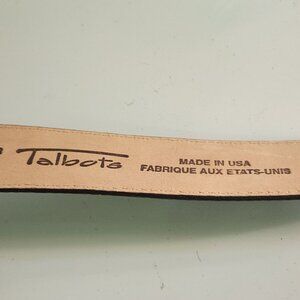 Talbots
MADE IN USA
FABRIQUE AUX ETATS-UNIS